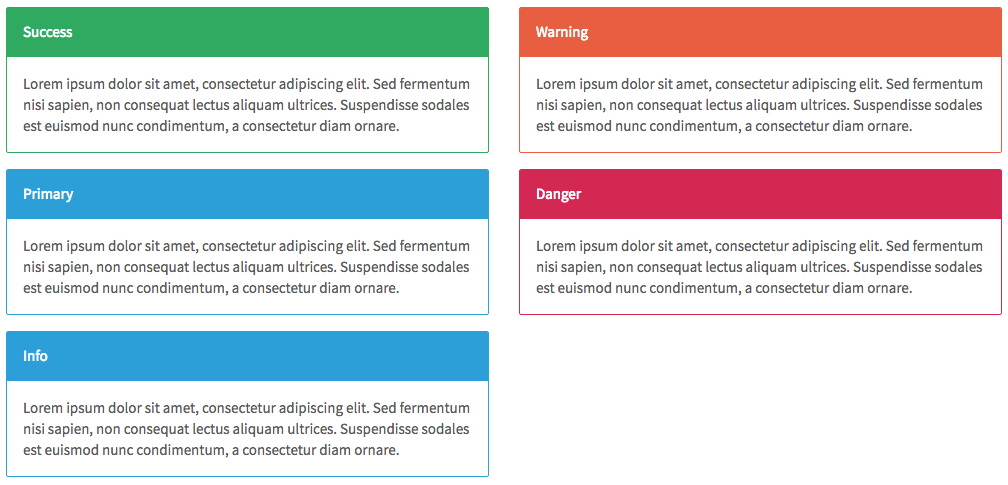 Success
Lorem ipsum dolor sit amet, consectetur adipiscing elit. Sed fermentum
nisi sapien, non consequat lectus aliquam ultrices. Suspendisse sodales
est euismod nunc condimentum, a consectetur diam ornare.
Warning
Lorem ipsum dolor sit amet, consectetur adipiscing elit. Sed fermentum
nisi sapien, non consequat lectus aliquam ultrices. Suspendisse sodales
est euismod nunc condimentum, a consectetur diam ornare.
Primary
Lorem ipsum dolor sit amet, consectetur adipiscing elit. Sed fermentum
nisi sapien, non consequat lectus aliquam ultrices. Suspendisse sodales
est euismod nunc condimentum, a consectetur diam ornare.
Danger
Lorem ipsum dolor sit amet, consectetur adipiscing elit. Sed fermentum
nisi sapien, non consequat lectus aliquam ultrices. Suspendisse sodales
est euismod nunc condimentum, a consectetur diam ornare.
Info
Lorem ipsum dolor sit amet, consectetur adipiscing elit. Sed fermentum
nisi sapien, non consequat lectus aliquam ultrices. Suspendisse sodales
est euismod nunc condimentum, a consectetur diam ornare.